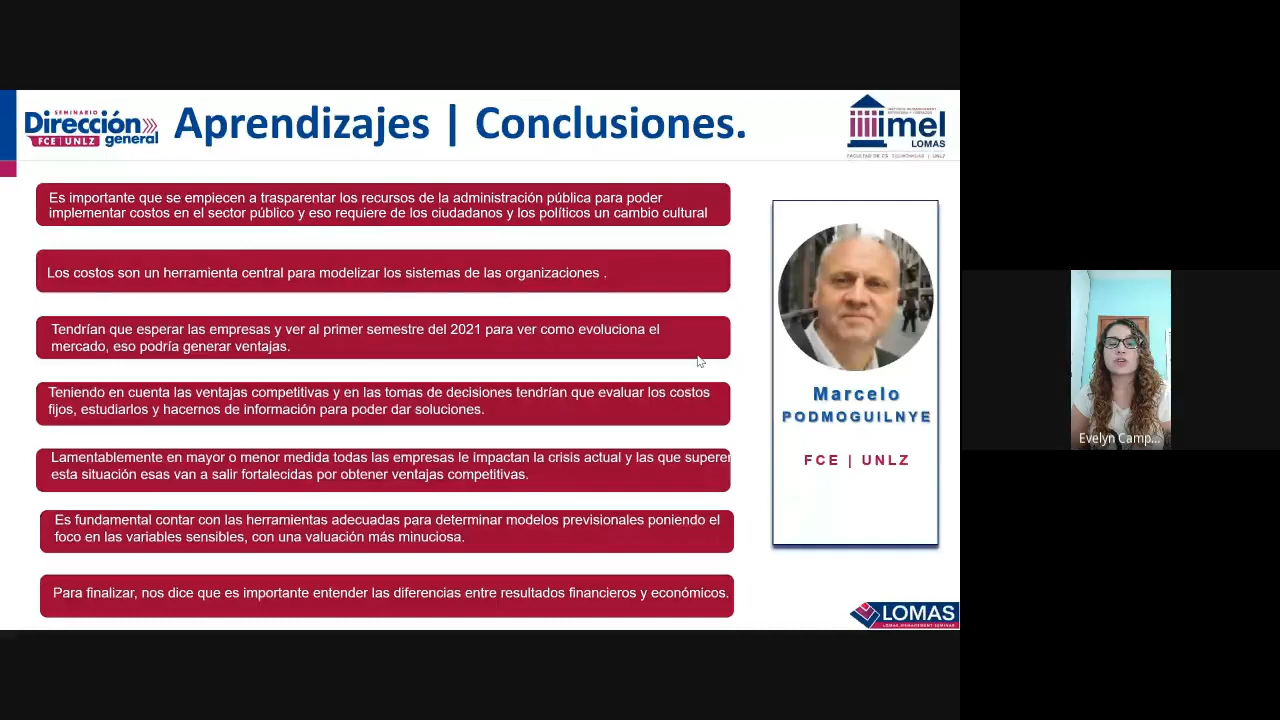 SEMINARIO
Dirección
general
FCE | UNLZ
Aprendizajes | Conclusiones.
imel
LOMAS
Es importante que se empiecen a trasparentar los recursos de la administración pública para poder
implementar costos en el sector público y eso requiere de los ciudadanos y los políticos un cambio cultural
Los costos son un herramienta central para modelizar los sistemas de las organizaciones .
Tendrían que esperar las empresas y ver al primer semestre del 2021 para ver como evoluciona el
mercado, eso podría generar ventajas.
Teniendo en cuenta las ventajas competitivas y en las tomas de decisiones tendrían que evaluar los costos
fijos, estudiarlos y hacernos de información para poder dar soluciones.
Lamentablemente en mayor o menor medida todas las empresas le impactan la crisis actual y las que superen
esta situación esas van a salir fortalecidas por obtener ventajas competitivas.
Es fundamental contar con las herramientas adecuadas para determinar modelos previsionales poniendo el
foco en las variables sensibles, con una valuación más minuciosa.
Para finalizar, nos dice que es importante entender las diferencias entre resultados financieros y económicos.
Marcelo
PODMOGUILNYE
FCE | UNLZ
LOMAS
LOMAS MANAGEMENT SEMINAR
Evelyn Camp...